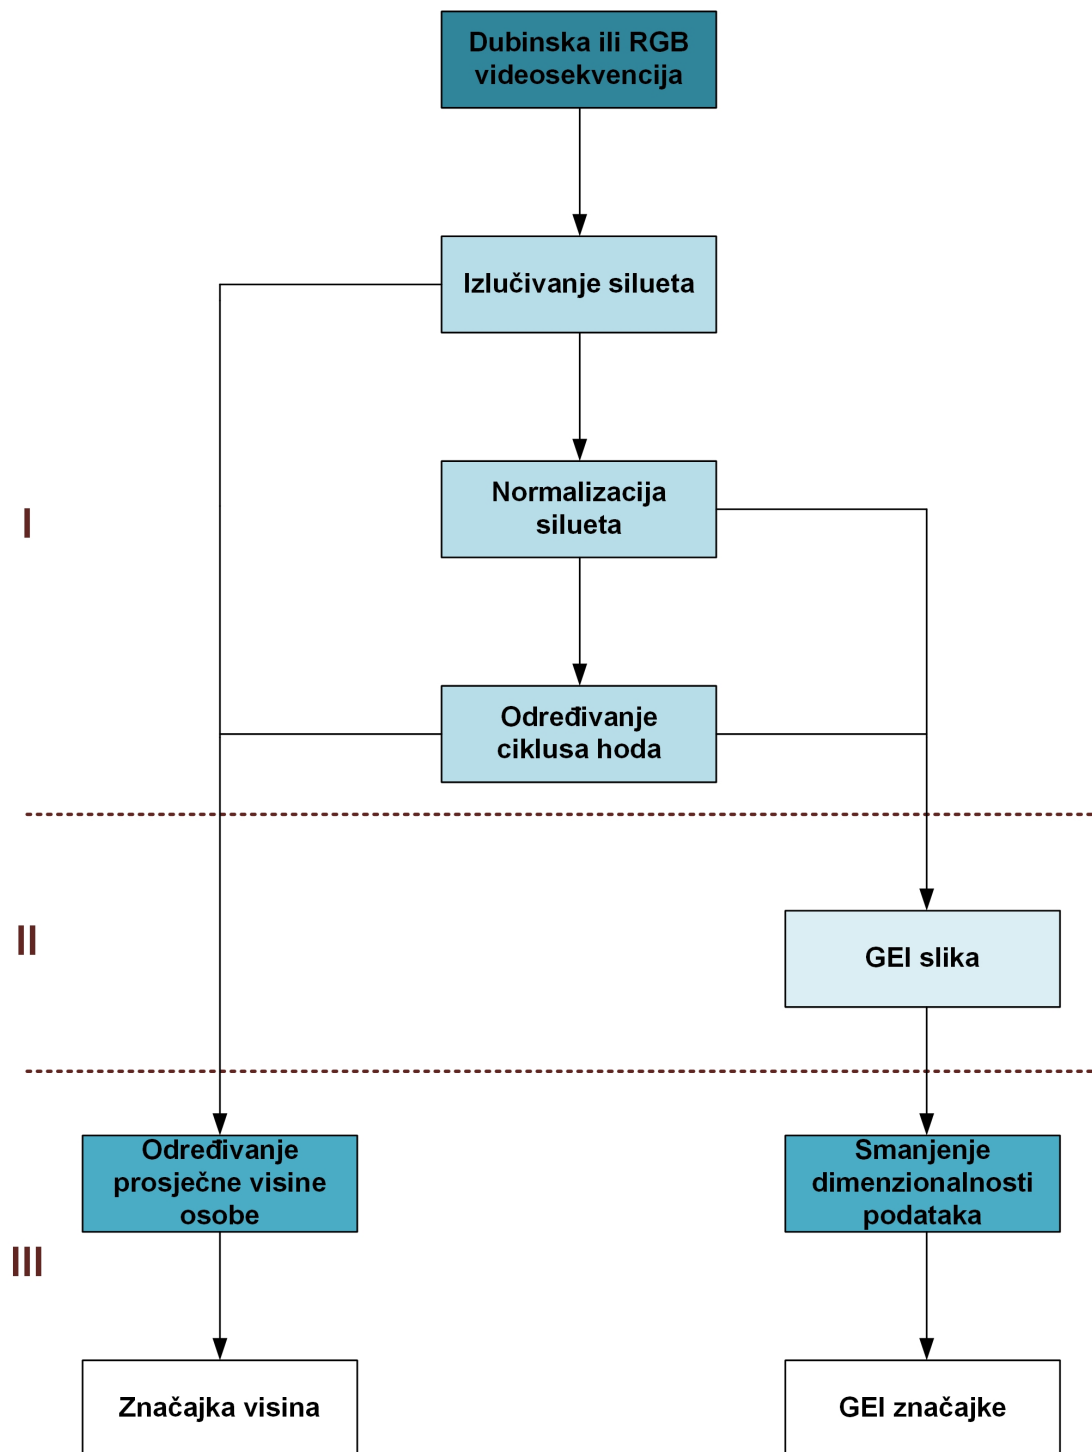 Dubinska ili RGB
videosekvencija
Izlučivanje silueta
Normalizacija
silueta
I
Određivanje
ciklusa hoda
II
GEI slika
Određivanje
prosječne visine
osobe
Smanjenje
dimenzionalnosti
podataka
III
Značajka visina
GEI značajke